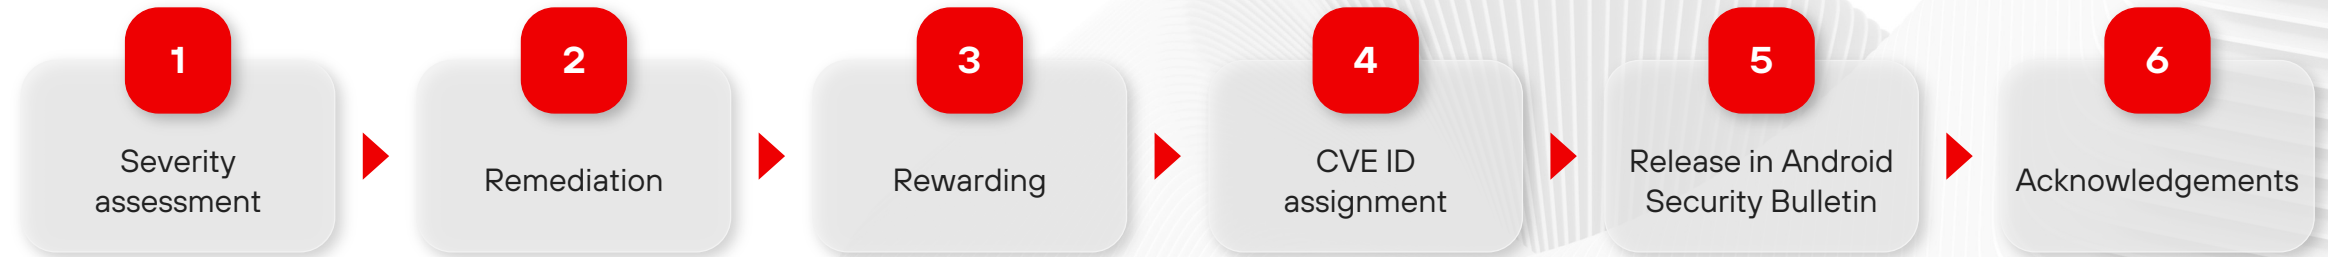 1
Severity
assessment
2
Remediation
3
Rewarding
4
CVE ID
assignment
5
Release in Android
Security Bulletin
6
Acknowledgements